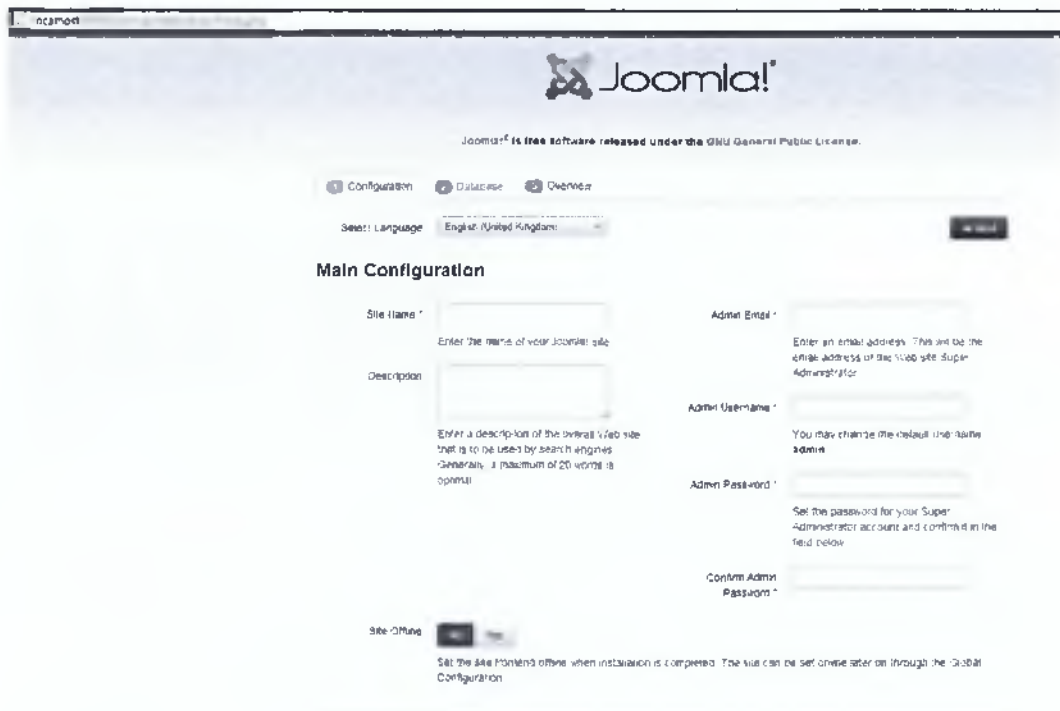 Joomla!®
is free software released under the GNU General Public License.
1 Configuration 2 Database 3 Overview
Select Language English (United Kingdom)
Main Configuration
Site Name *
Enter the name of your Joomla! site
Description
Enter a description of the overall Web site
that is to be used by search engines
Generally, a maximum of 20 words is
optimal
Admin Email *
Enter an email address. This will be the
email address of the Web site Super
Administrator
Admin Username *
You may change the default username
admin
Admin Password *
Set the password for your Super
Administrator account and confirm it in the
field below
Confirm Admin
Password *
Site Offline No
Set the site frontend offline when installation is completed. The site can be set online later on through the Global
Configuration